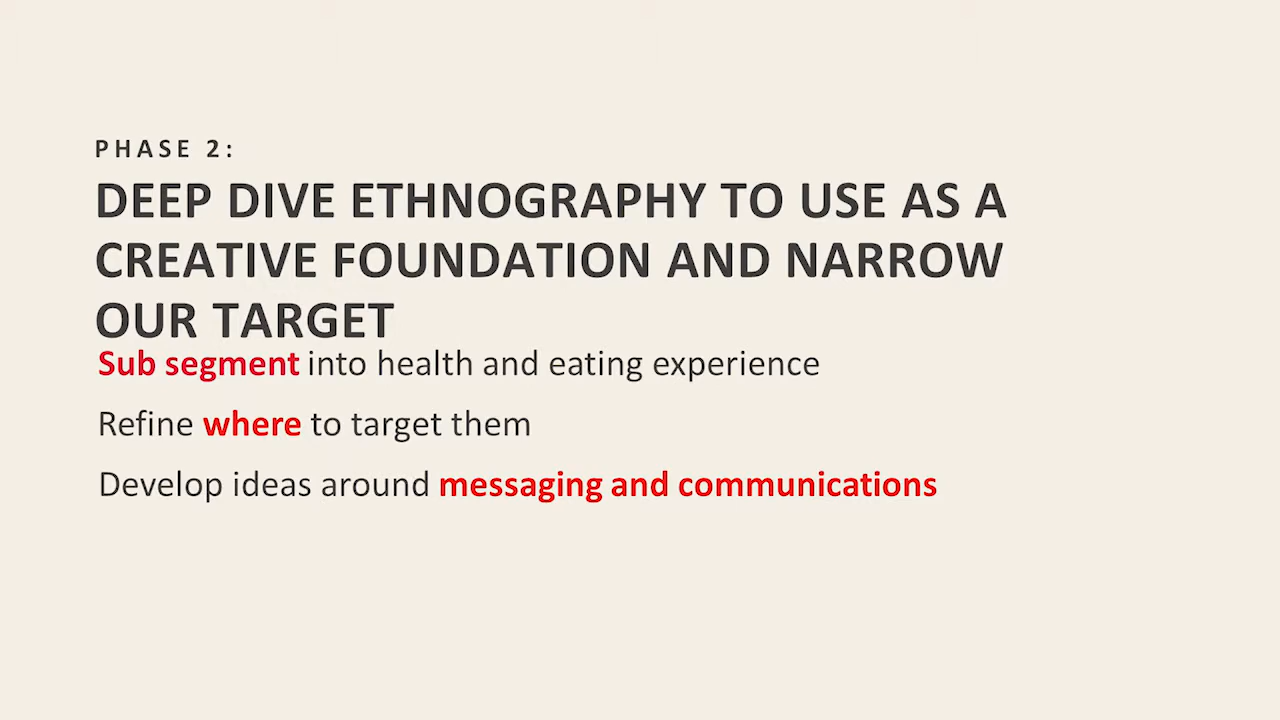 PHASE 2:
DEEP DIVE ETHNOGRAPHY TO USE AS A
CREATIVE FOUNDATION AND NARROW
OUR TARGET
Sub segment into health and eating experience
Refine where to target them
Develop ideas around messaging and communications